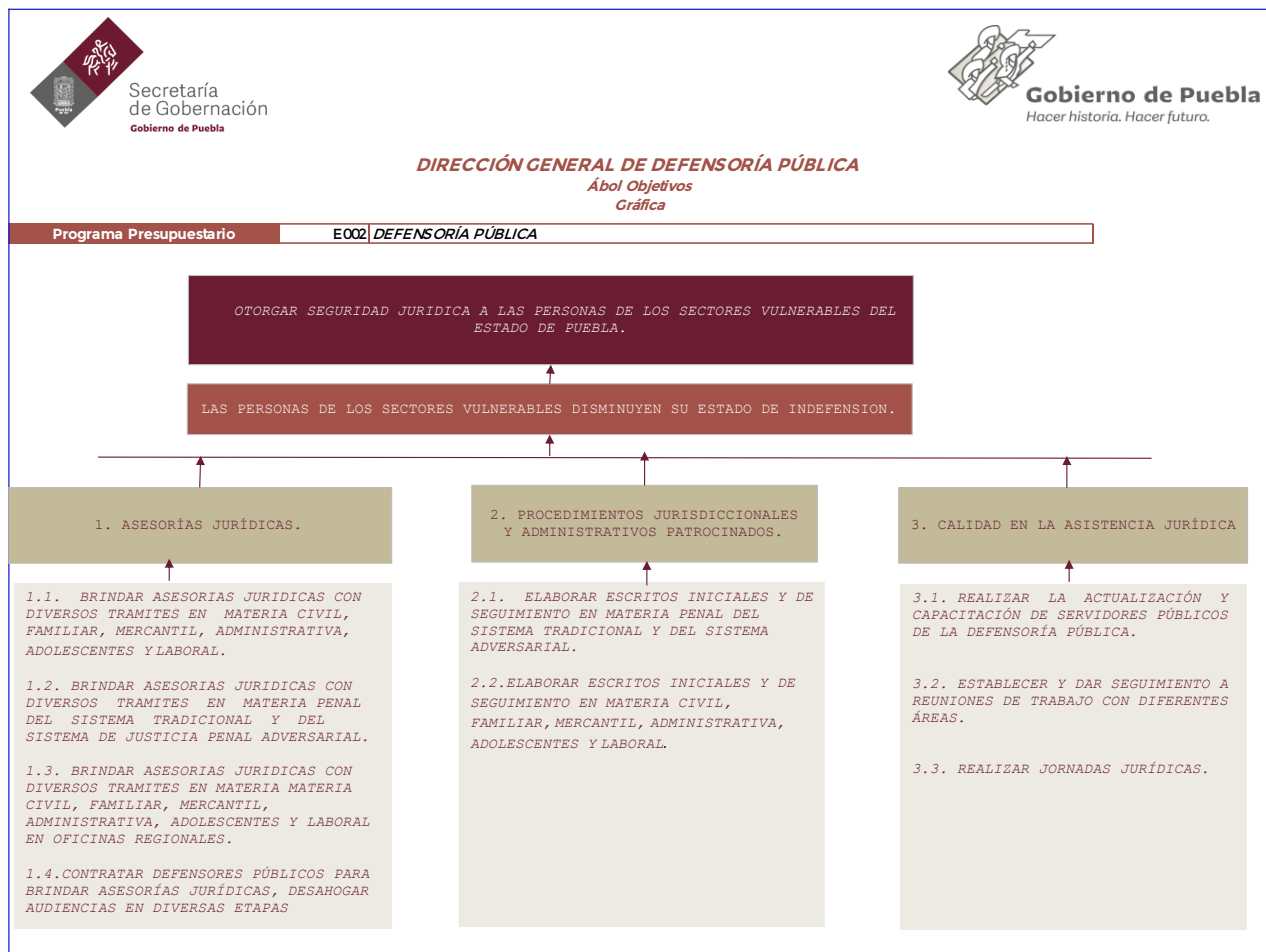 Secretaría
de Gobernación
Gobierno de Puebla
Gobierno de Puebla
Hacer historia. Hacer futuro.
DIRECCIÓN GENERAL DE DEFENSORÍA PÚBLICA
Ábol Objetivos
Gráfica
Programa Presupuestario E002 DEFENSORÍA PÚBLICA
OTORGAR SEGURIDAD JURIDICA A LAS PERSONAS DE LOS SECTORES VULNERABLES DEL
ESTADO DE PUEBLA.
LAS PERSONAS DE LOS SECTORES VULNERABLES DISMINUYEN SU ESTADO DE INDEFENSION.
1. ASESORÍAS JURÍDICAS.
1.1. BRINDAR ASESORIAS JURIDICAS CON
DIVERSOS TRAMITES EN MATERIA CIVIL,
FAMILIAR, MERCANTIL, ADMINISTRATIVA,
ADOLESCENTES Y LABORAL.
1.2. BRINDAR ASESORIAS JURIDICAS CON
DIVERSOS TRAMITES EN MATERIA PENAL
DEL SISTEMA TRADICIONAL Y DEL
SISTEMA DE JUSTICIA PENAL ADVERSARIAL.
1.3. BRINDAR ASESORIAS JURIDICAS CON
DIVERSOS TRAMITES EN MATERIA MATERIA
CIVIL, FAMILIAR, MERCANTIL,
ADMINISTRATIVA, ADOLESCENTES Y LABORAL
EN OFICINAS REGIONALES.
1.4.CONTRATAR DEFENSORES PÚBLICOS PARA
BRINDAR ASESORÍAS JURÍDICAS, DESAHOGAR
AUDIENCIAS EN DIVERSAS ETAPAS
2. PROCEDIMIENTOS JURISDICCIONALES
Y ADMINISTRATIVOS PATROCINADOS.
2.1. ELABORAR ESCRITOS INICIALES Y DE
SEGUIMIENTO EN MATERIA PENAL DEL
SISTEMA TRADICIONAL Y DEL SISTEMA
ADVERSARIAL.
2.2.ELABORAR ESCRITOS INICIALES Y DE
SEGUIMIENTO EN MATERIA CIVIL,
FAMILIAR, MERCANTIL, ADMINISTRATIVA,
ADOLESCENTES Y LABORAL.
3. CALIDAD EN LA ASISTENCIA JURÍDICA
3.1. REALIZAR LA ACTUALIZACIÓN Y
CAPACITACIÓN DE SERVIDORES PÚBLICOS
DE LA DEFENSORÍA PÚBLICA.
3.2. ESTABLECER Y DAR SEGUIMIENTO A
REUNIONES DE TRABAJO CON DIFERENTES
ÁREAS.
3.3. REALIZAR JORNADAS JURÍDICAS.